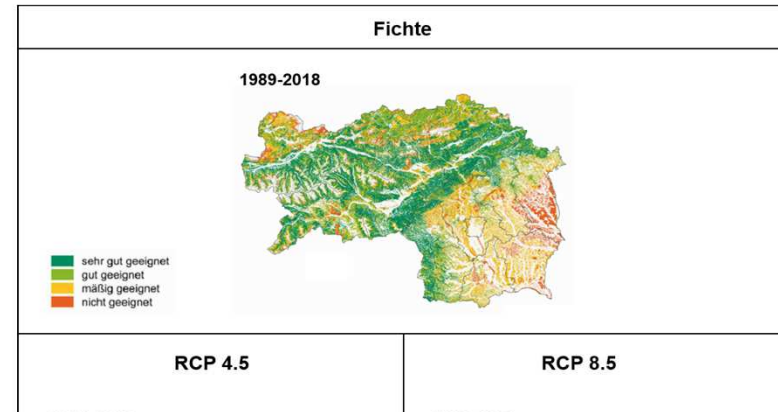 Fichte
1989-2018
sehr gut geeignet
gut geeignet
mäßig geeignet
nicht geeignet
RCP 4.5
RCP 8.5